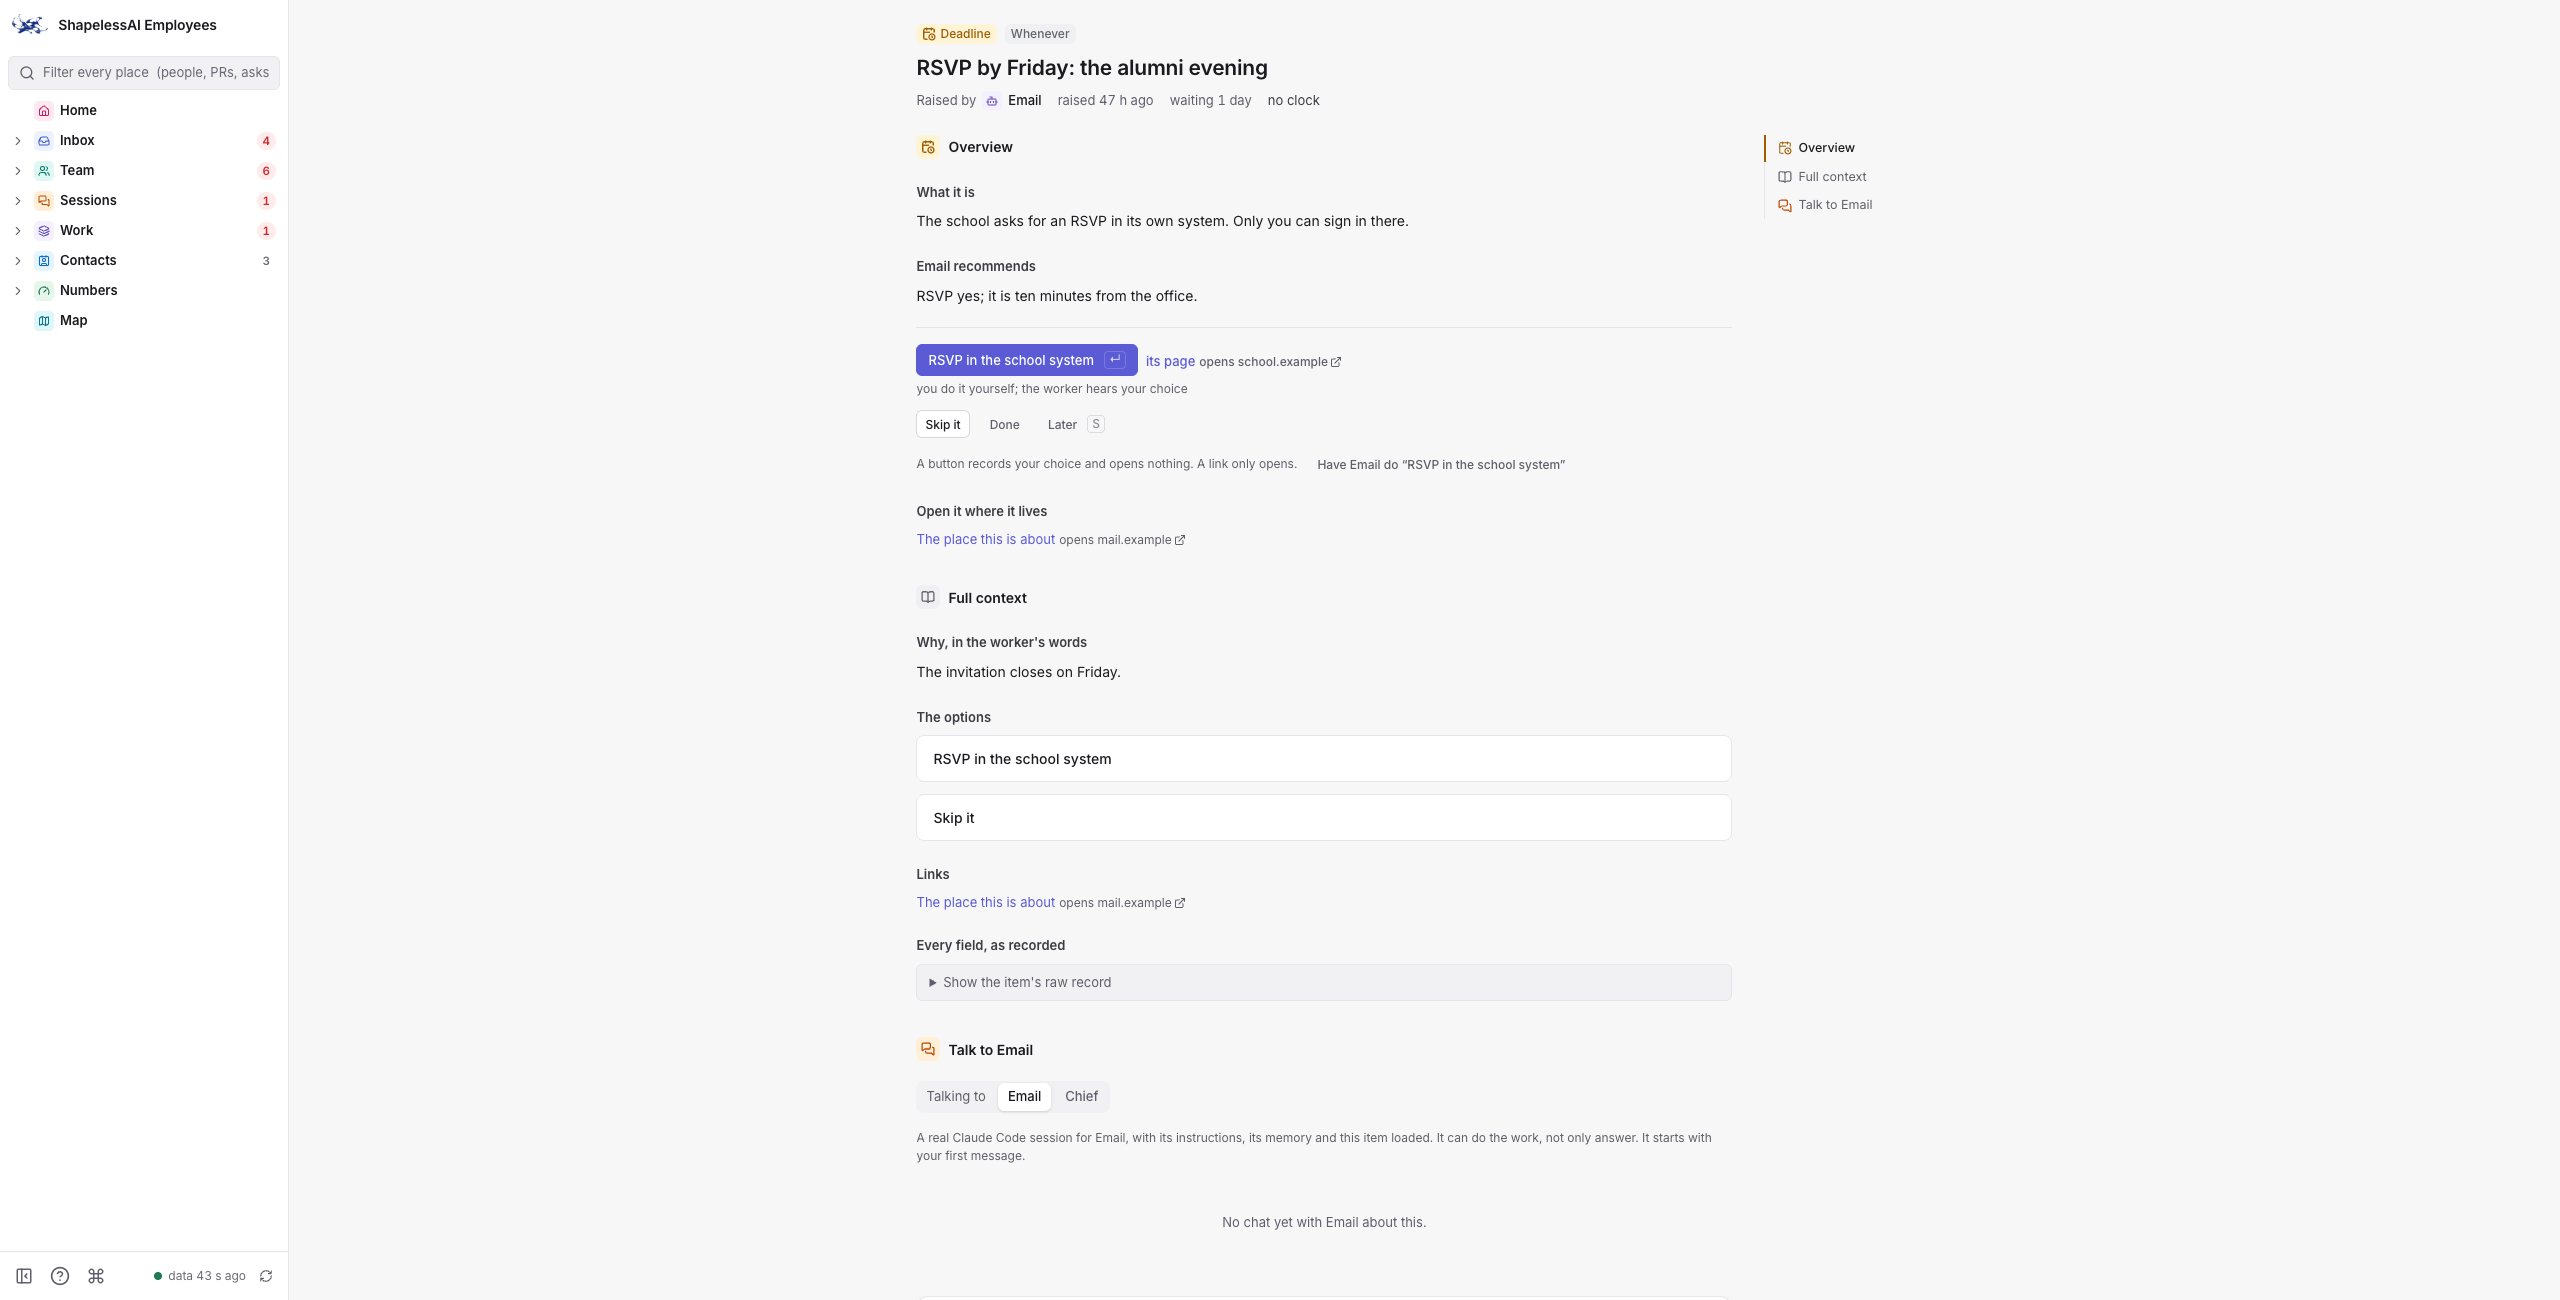 ShapelessAI Employees
Filter every place (people, PRs, asks
Home
Inbox 4
Team 6
Sessions 1
Work 1
Contacts 3
Numbers
Map
data 43 s ago
Deadline Whenever
RSVP by Friday: the alumni evening
Raised by Email raised 47 h ago waiting 1 day no clock
Overview
What it is
The school asks for an RSVP in its own system. Only you can sign in there.
Email recommends
RSVP yes; it is ten minutes from the office.
RSVP in the school system its page opens school.example
you do it yourself; the worker hears your choice
Skip it Done Later S
A button records your choice and opens nothing. A link only opens. Have Email do “RSVP in the school system”
Open it where it lives
The place this is about opens mail.example
Full context
Why, in the worker's words
The invitation closes on Friday.
The options
RSVP in the school system
Skip it
Links
The place this is about opens mail.example
Every field, as recorded
Show the item's raw record
Talk to Email
Talking to Email Chief
A real Claude Code session for Email, with its instructions, its memory and this item loaded. It can do the work, not only answer. It starts with
your first message.
No chat yet with Email about this.
Overview
Full context
Talk to Email